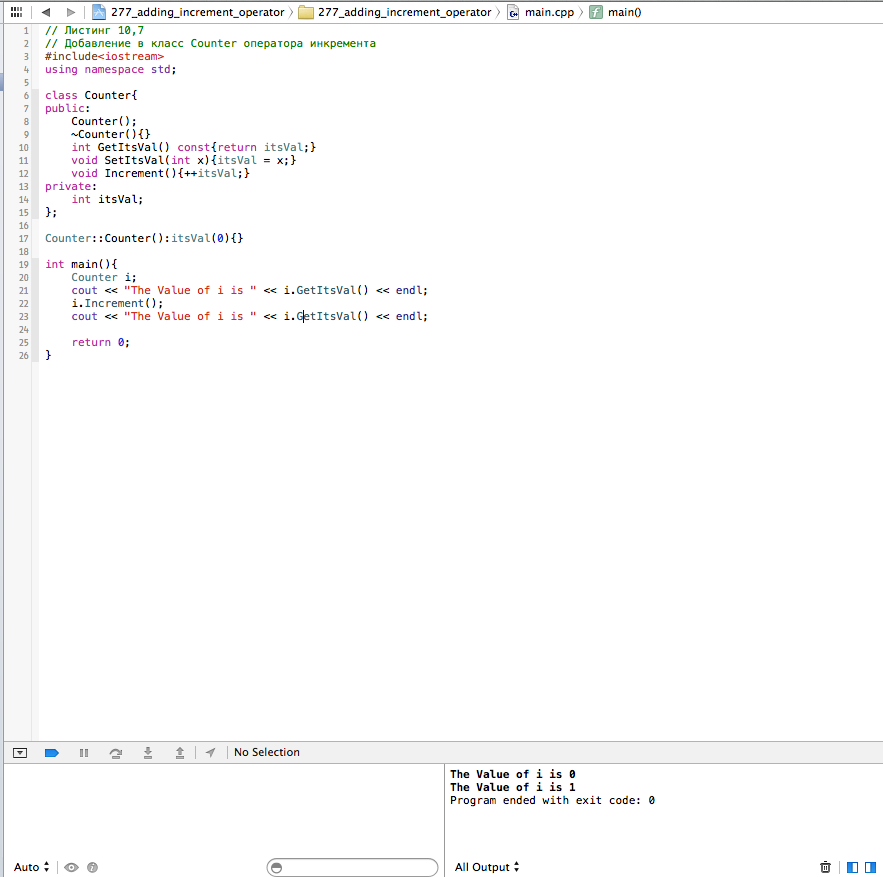 277_adding_increment_operator 277_adding_increment_operator main.cpp main()
1 // Листинг 10,7
2 // Добавление в класс Counter оператора инкремента
3 #include<iostream>
4 using namespace std;
5
6 class Counter{
7 public:
8 Counter();
9 ~Counter(){}
10 int GetItsVal() const{return itsVal;}
11 void SetItsVal(int x){itsVal = x;}
12 void Increment(){++itsVal;}
13 private:
14 int itsVal;
15 };
16
17 Counter::Counter():itsVal(0){}
18
19 int main(){
20 Counter i;
21 cout << "The Value of i is " << i.GetItsVal() << endl;
22 i.Increment();
23 cout << "The Value of i is " << i.GetItsVal() << endl;
24
25 return 0;
26 }
No Selection
The Value of i is 0
The Value of i is 1
Program ended with exit code: 0
Auto All Output